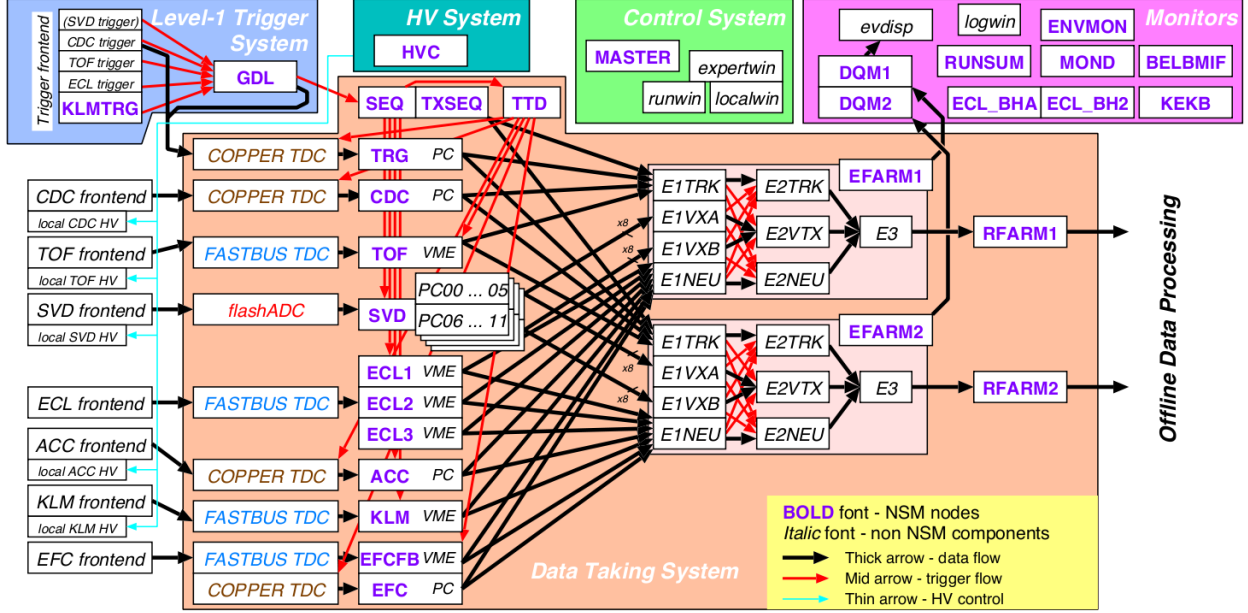 Level-1 Trigger
System
Trigger frontend
(SVD trigger)
CDC trigger
TOF trigger
ECL trigger
KLMTRG
GDL
HV System
HVC
Control System
MASTER
expertwin
runwin
localwin
Monitors
evdisp
logwin
ENVMON
DQM1
RUNSUM
MOND
BELBMIF
DQM2
ECL_BHA
ECL_BH2
KEKB
SEQ
TXSEQ
TTD
COPPER TDC
TRG PC
CDC frontend
local CDC HV
COPPER TDC
CDC PC
TOF frontend
local TOF HV
FASTBUS TDC
TOF VME
SVD frontend
local SVD HV
flashADC
SVD
PC00 ... 05
PC06 ... 11
ECL frontend
FASTBUS TDC
ECL1 VME
ECL2 VME
ECL3 VME
ACC frontend
local ACC HV
COPPER TDC
ACC PC
KLM frontend
local KLM HV
FASTBUS TDC
KLM VME
EFC frontend
FASTBUS TDC
EFCFB VME
COPPER TDC
EFC PC
Data Taking System
EFARM1
E1TRK
E1VXA
E1VXB
E1NEU
x8
x8
E2TRK
E2VTX
E2NEU
E3
RFARM1
EFARM2
E1TRK
E1VXA
E1VXB
E1NEU
x8
x8
E2TRK
E2VTX
E2NEU
E3
RFARM2
Offline Data Processing
BOLD font - NSM nodes
Italic font - non NSM components
Thick arrow - data flow
Mid arrow - trigger flow
Thin arrow - HV control